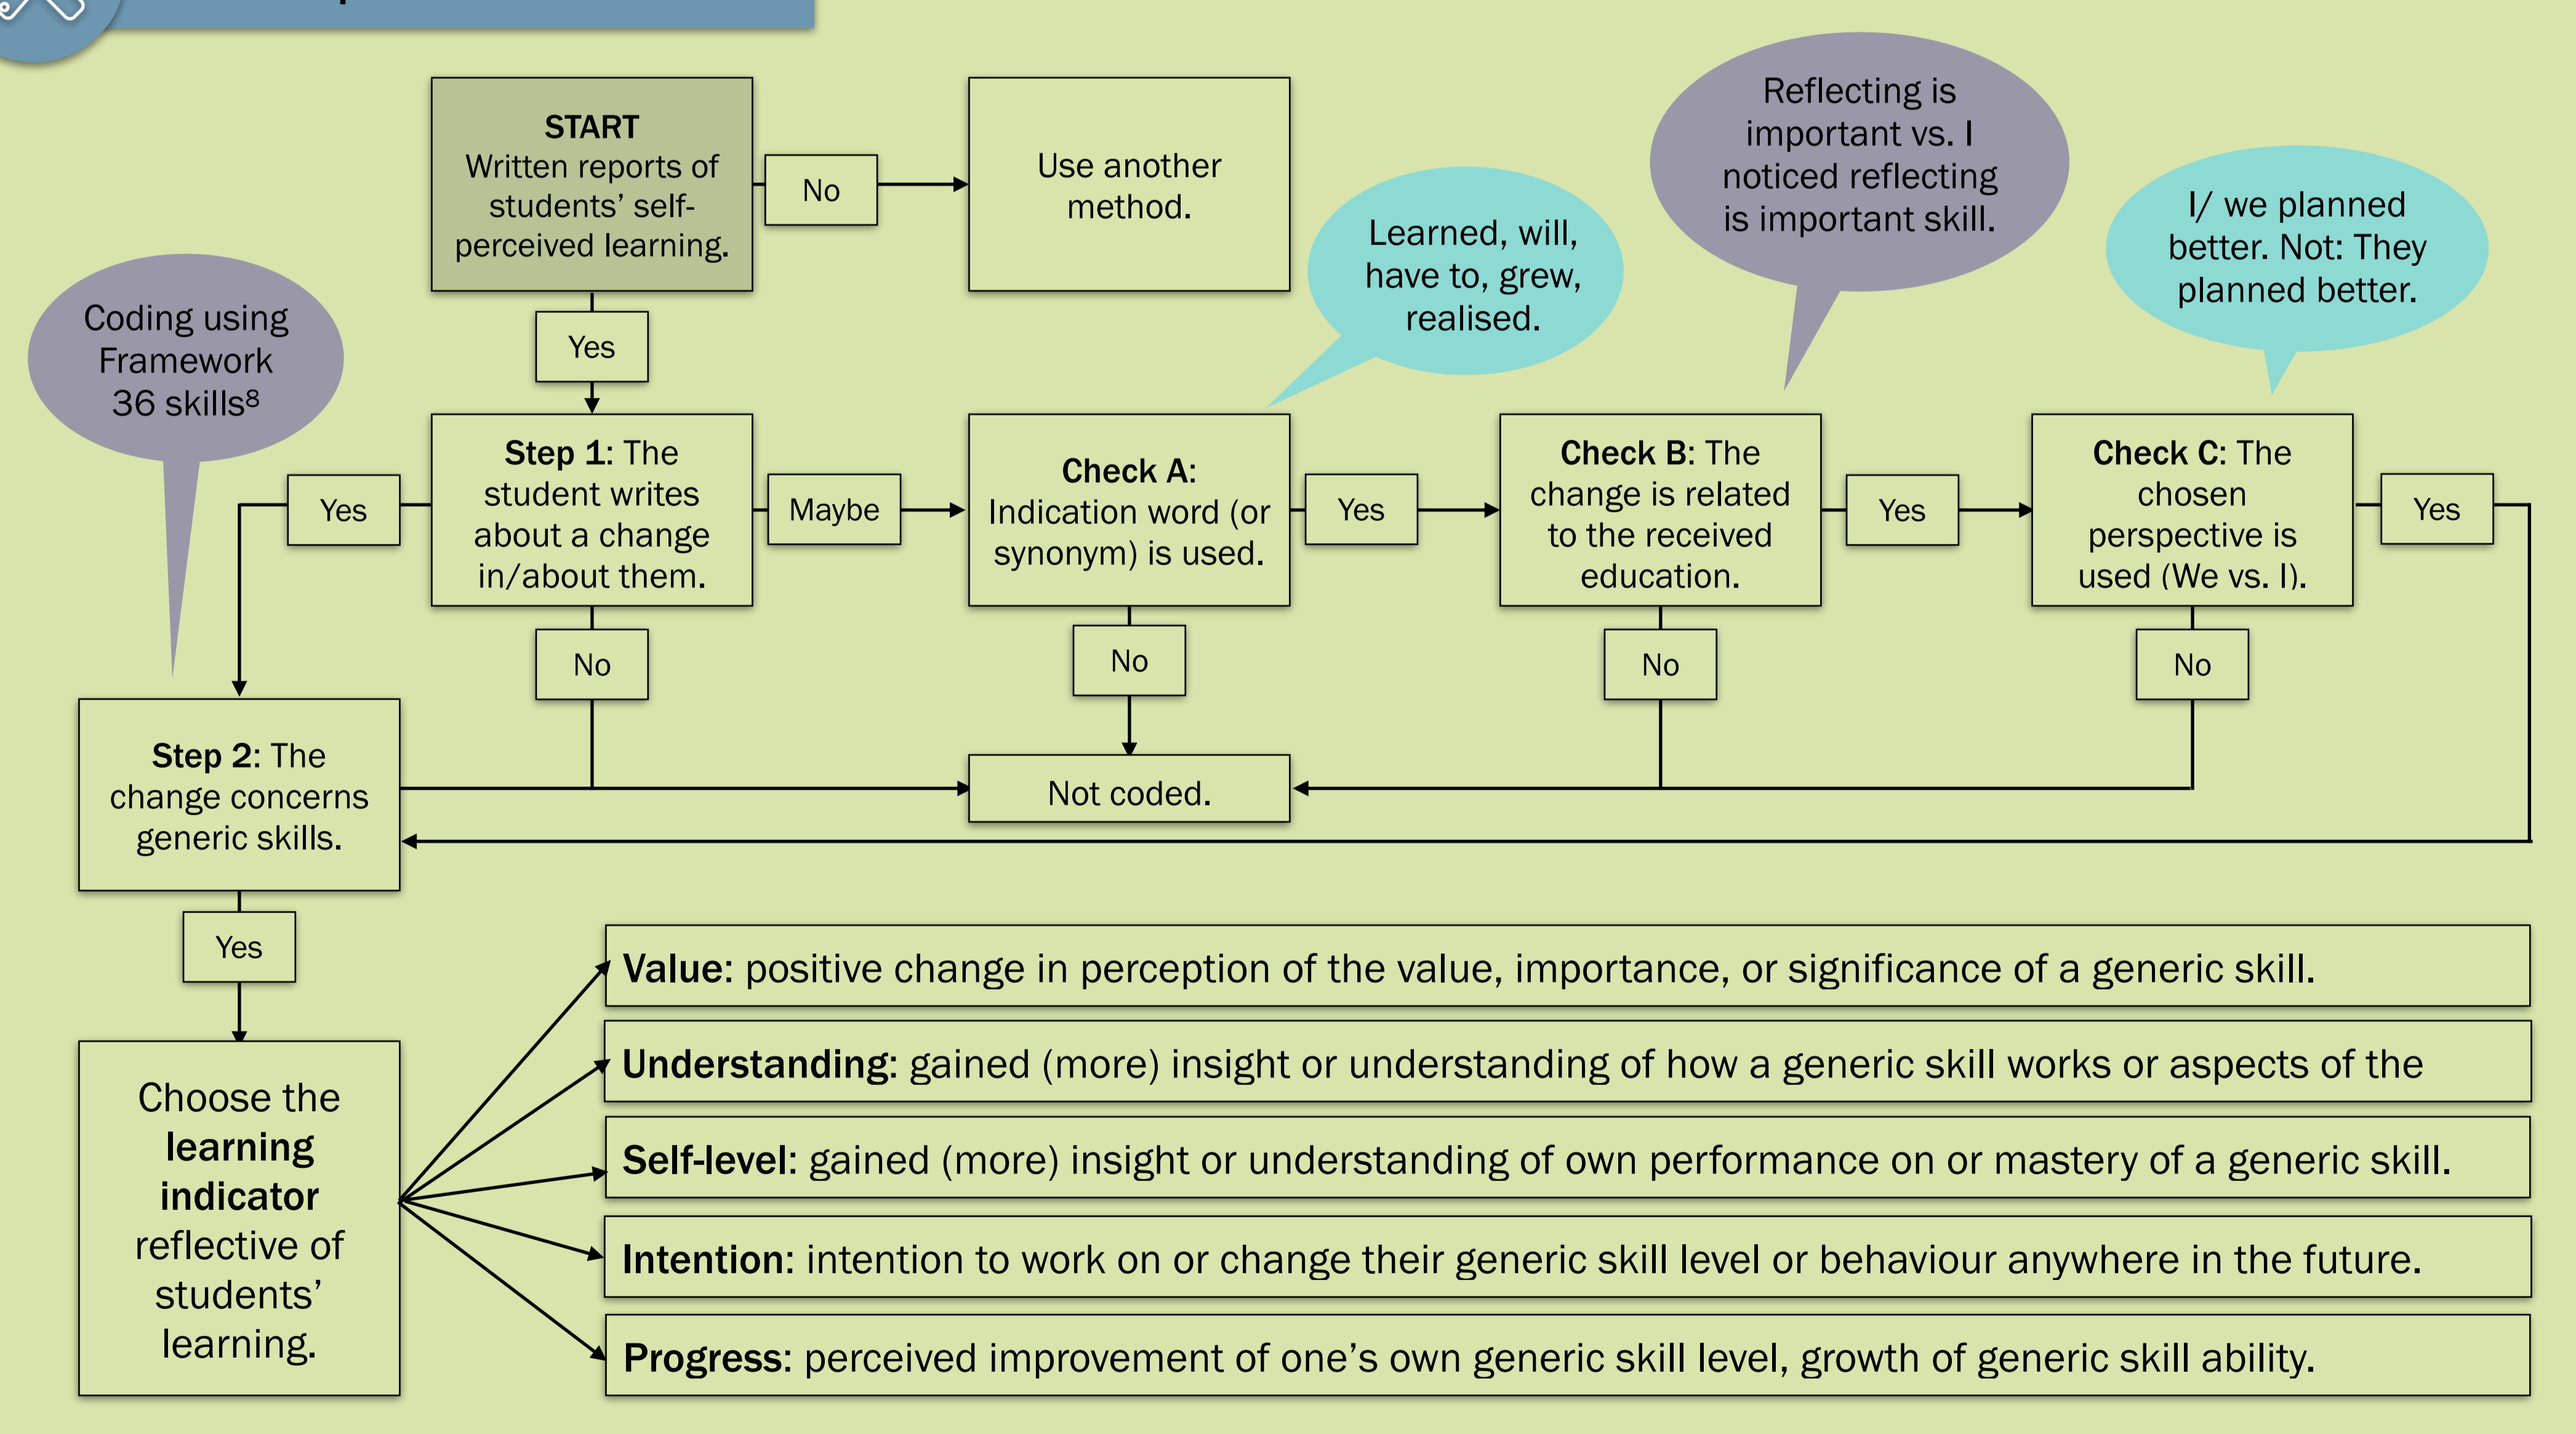 START
Written reports of
students’ self-
perceived learning.
No
Use another
method.
Reflecting is
important vs. I
noticed reflecting
is important skill.
I/ we planned
better. Not: They
planned better.
Learned, will,
have to, grew,
realised.
Coding using
Framework
36 skills⁸
Yes
Yes
Step 1: The
student writes
about a change
in/about them.
Maybe
Check A:
Indication word (or
synonym) is used.
Yes
Check B: The
change is related
to the received
education.
Yes
Check C: The
chosen
perspective is
used (We vs. I).
Yes
No
No
No
No
Step 2: The
change concerns
generic skills.
Not coded.
Yes
Choose the
learning
indicator
reflective of
students’
learning.
Value: positive change in perception of the value, importance, or significance of a generic skill.
Understanding: gained (more) insight or understanding of how a generic skill works or aspects of the
Self-level: gained (more) insight or understanding of own performance on or mastery of a generic skill.
Intention: intention to work on or change their generic skill level or behaviour anywhere in the future.
Progress: perceived improvement of one’s own generic skill level, growth of generic skill ability.